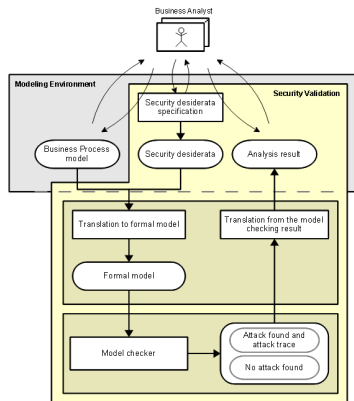 Business Analyst
Modeling Environment
Security Validation
Security desiderata
specification
Business Process
model
Security desiderata
Analysis result
Translation to formal model
Translation from the model
checking result
Formal model
Model checker
Attack found and
attack trace
No attack found